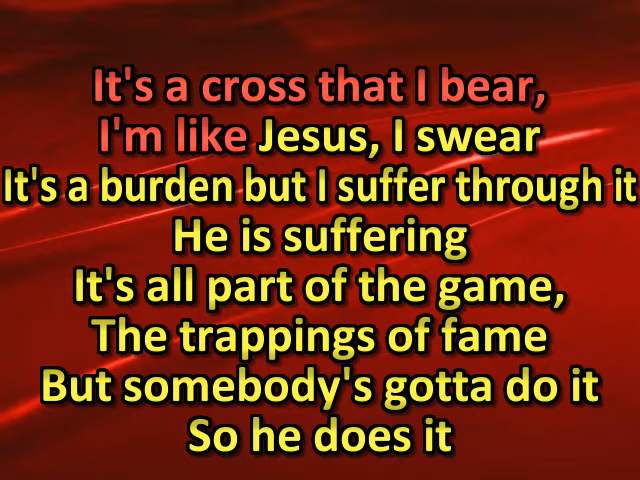 It's a cross that I bear,
I'm like Jesus, I swear
It's a burden but I suffer through it
He is suffering
It's all part of the game,
The trappings of fame
But somebody's gotta do it
So he does it